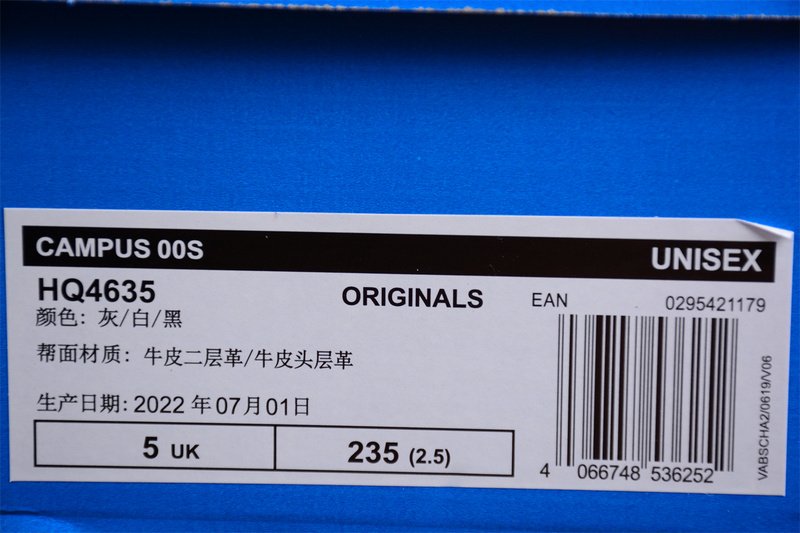 CAMPUS 00S
UNISEX
HQ4635
ORIGINALS
EAN
0295421179
颜色: 灰/白/黑
帮面材质: 牛皮二层革/牛皮头层革
生产日期: 2022 年 07 月 01 日
5 UK
235 (2.5)
4 066748 536252
VABSCHA2/0619/V06